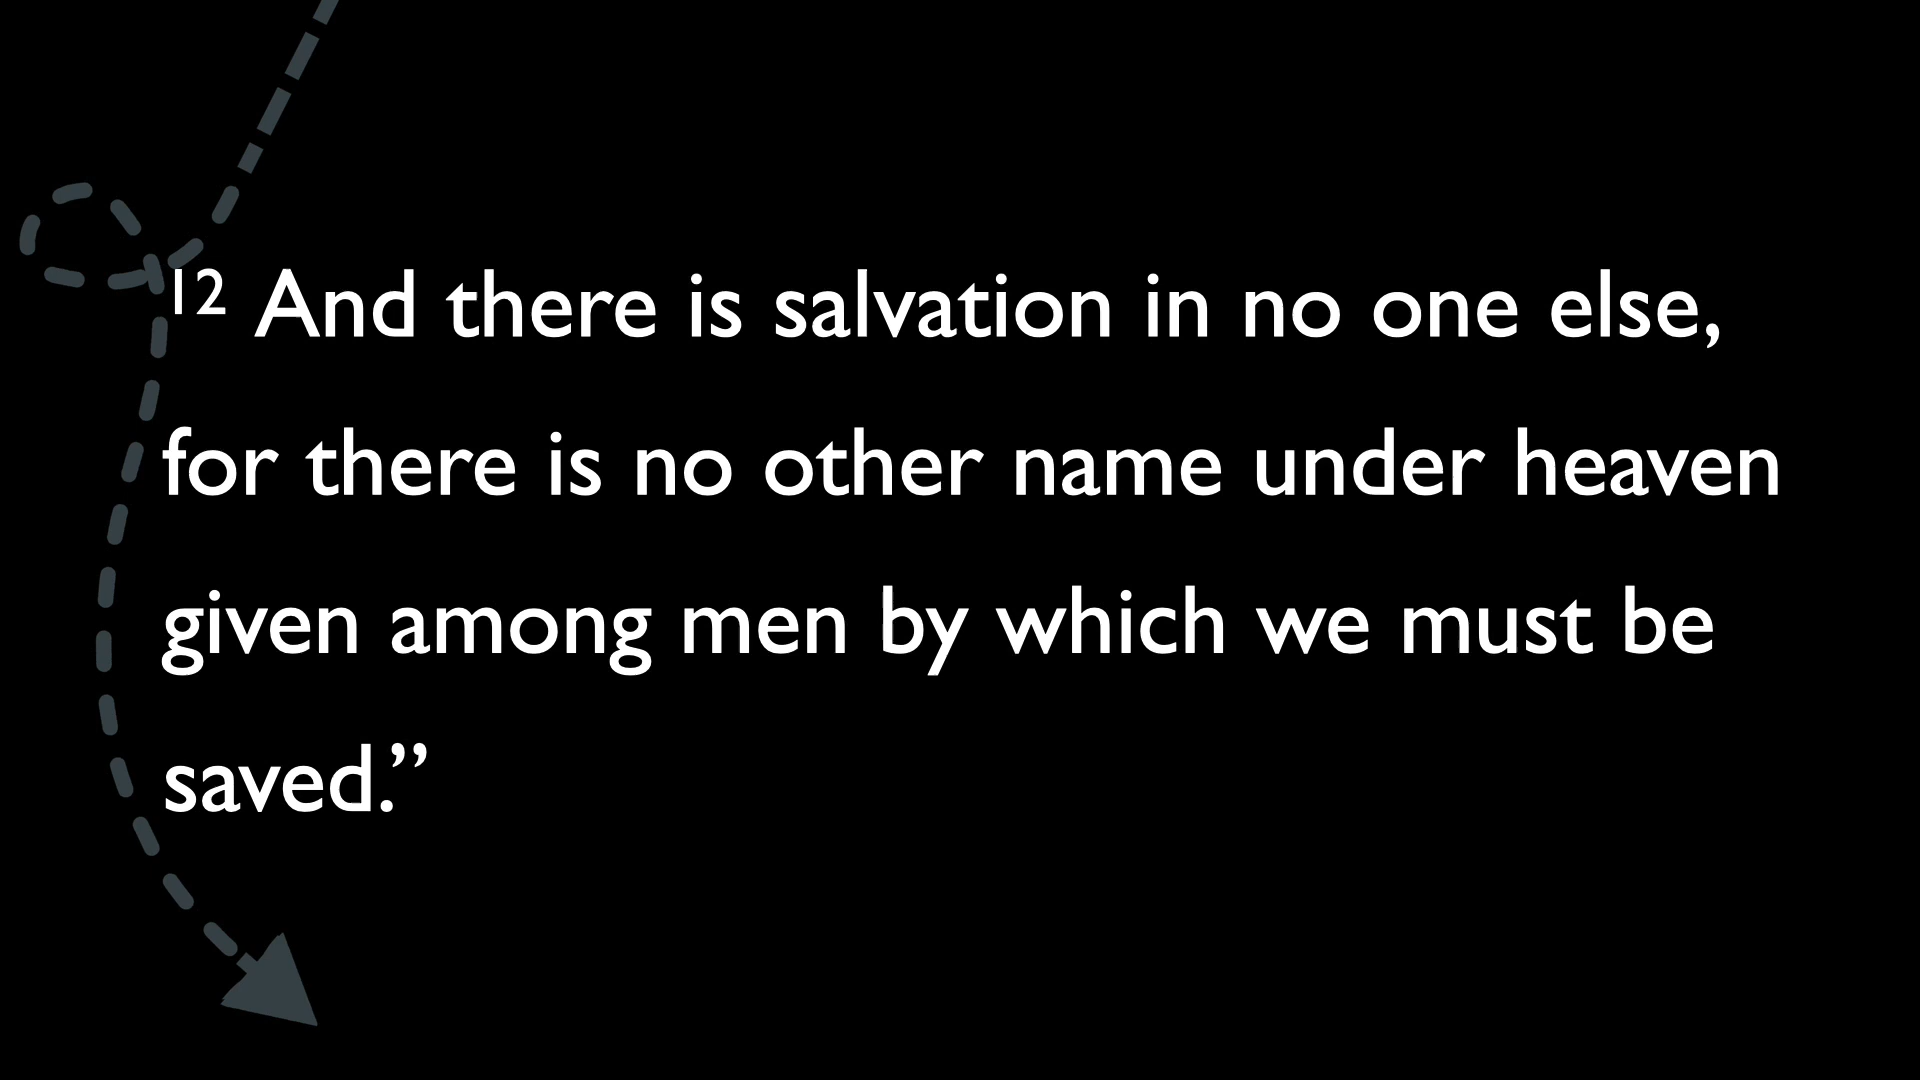 12 And there is salvation in no one else,
for there is no other name under heaven
given among men by which we must be
saved.”